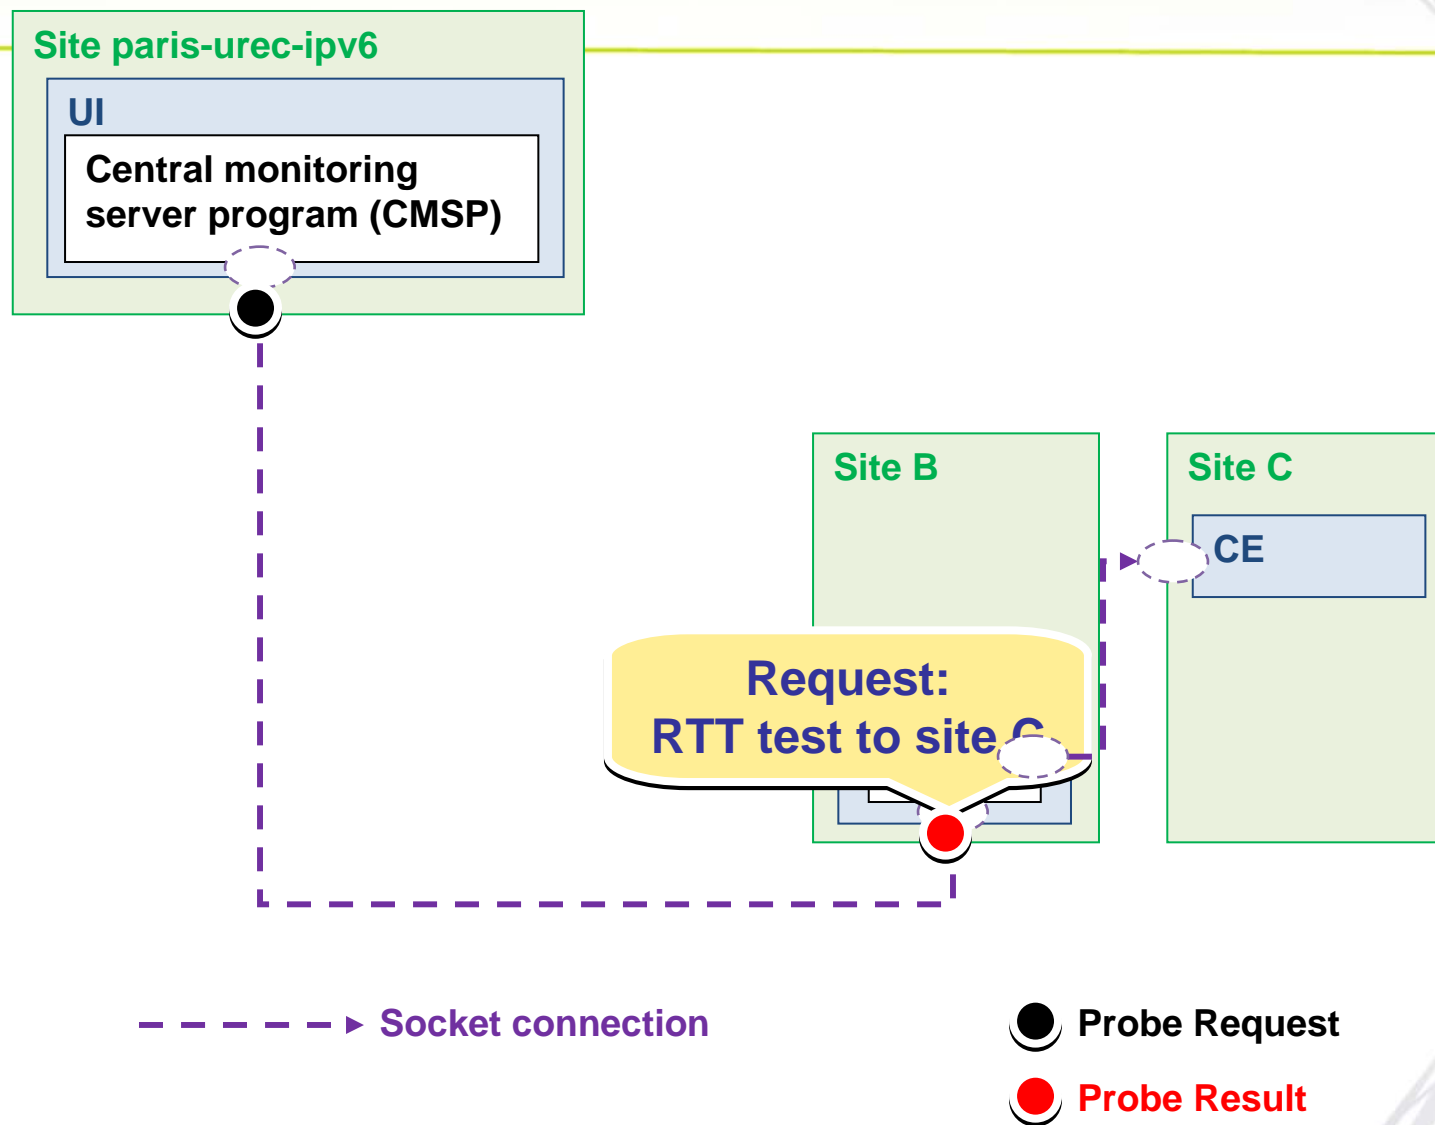 Site paris-urec-ipv6
UI
Central monitoring
server program (CMSP)
Site B
Site C
CE
Request:
RTT test to site C
Socket connection
Probe Request
Probe Result